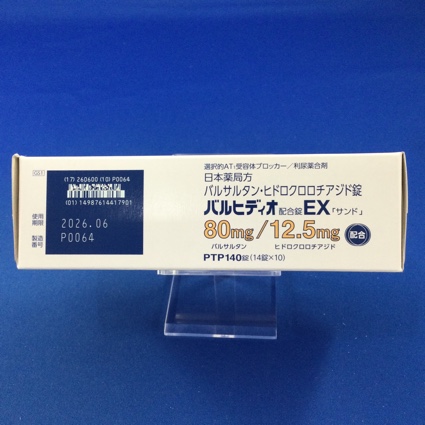 GS1
(17) 260600 (10) P0064
(01) 14987614417901
使用
期限
2026.06
製造
番号
P0064
選択的AT₁受容体ブロッカー／利尿薬合剤
日本薬局方
バルサルタン・ヒドロクロロチアジド錠
バルヒディオ配合錠EX「サンド」
80mg/12.5mg 配合
バルサルタン ヒドロクロロチアジド
PTP140錠(14錠×10)